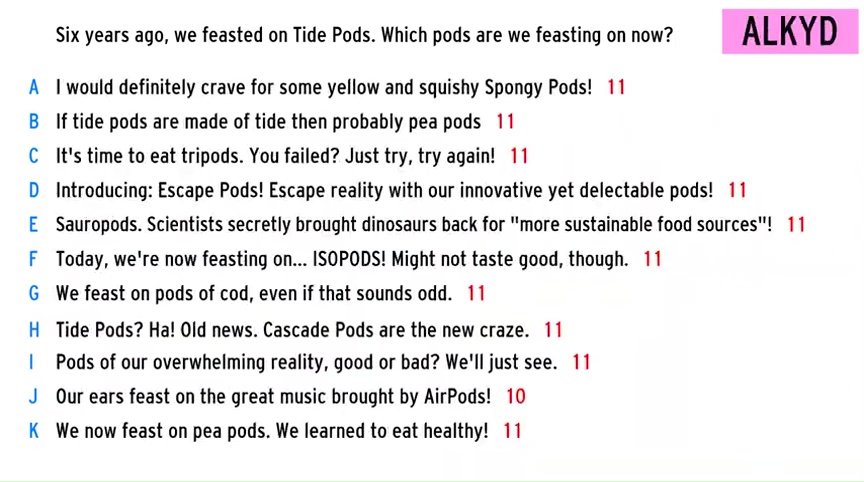 Six years ago, we feasted on Tide Pods. Which pods are we feasting on now?
ALKYD
A I would definitely crave for some yellow and squishy Spongy Pods! 11
B If tide pods are made of tide then probably pea pods 11
C It's time to eat tripods. You failed? Just try, try again! 11
D Introducing: Escape Pods! Escape reality with our innovative yet delectable pods! 11
E Sauropods. Scientists secretly brought dinosaurs back for "more sustainable food sources"! 11
F Today, we're now feasting on... ISOPODS! Might not taste good, though. 11
G We feast on pods of cod, even if that sounds odd. 11
H Tide Pods? Ha! Old news. Cascade Pods are the new craze. 11
I Pods of our overwhelming reality, good or bad? We'll just see. 11
J Our ears feast on the great music brought by AirPods! 10
K We now feast on pea pods. We learned to eat healthy! 11